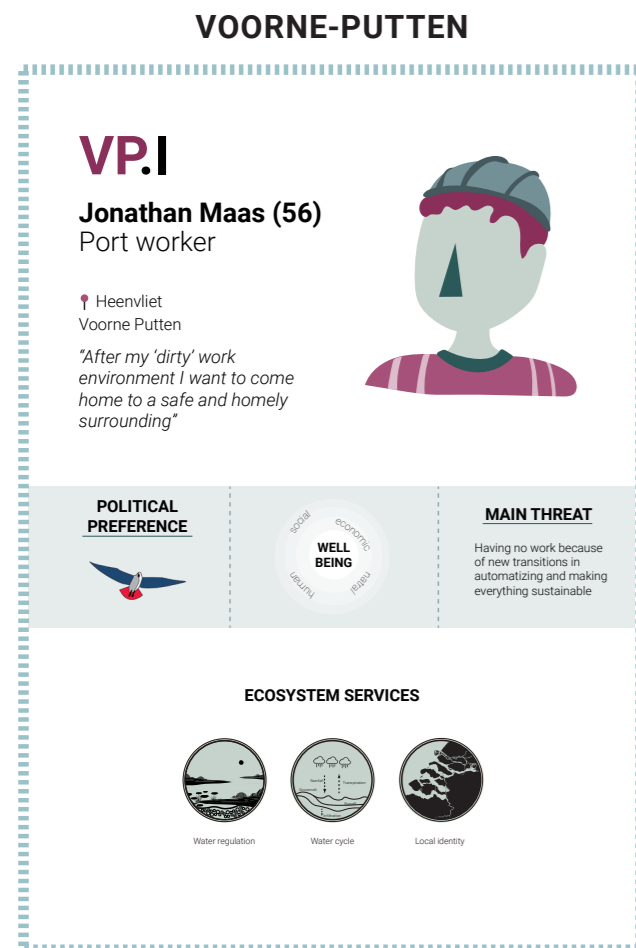 VOORNE-PUTTEN
VP.I
Jonathan Maas (56)
Port worker
Heenvliet
Voorne Putten
“After my ‘dirty’ work
environment I want to come
home to a safe and homely
surrounding”
POLITICAL
PREFERENCE
social
economic
WELL
BEING
human
natral
MAIN THREAT
Having no work because
of new transitions in
automatizing and making
everything sustainable
ECOSYSTEM SERVICES
Rainfall
Transpiration
Water regulation
Water cycle
Local identity